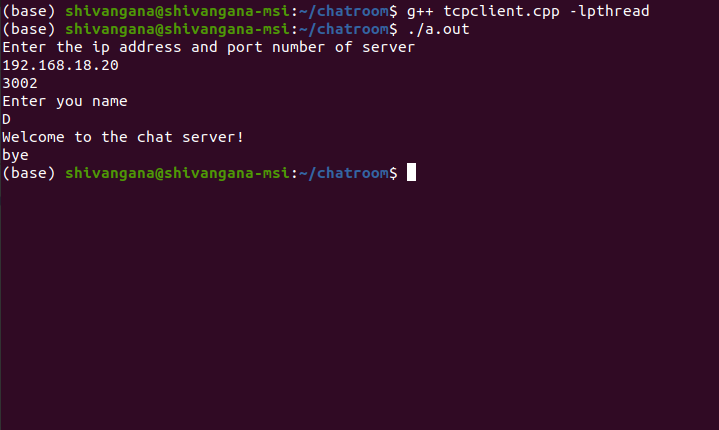 (base) shivangana@shivangana-msi:~/chatroom$ g++ tcpclient.cpp -lpthread
(base) shivangana@shivangana-msi:~/chatroom$ ./a.out
Enter the ip address and port number of server
192.168.18.20
3002
Enter you name
D
Welcome to the chat server!
bye
(base) shivangana@shivangana-msi:~/chatroom$